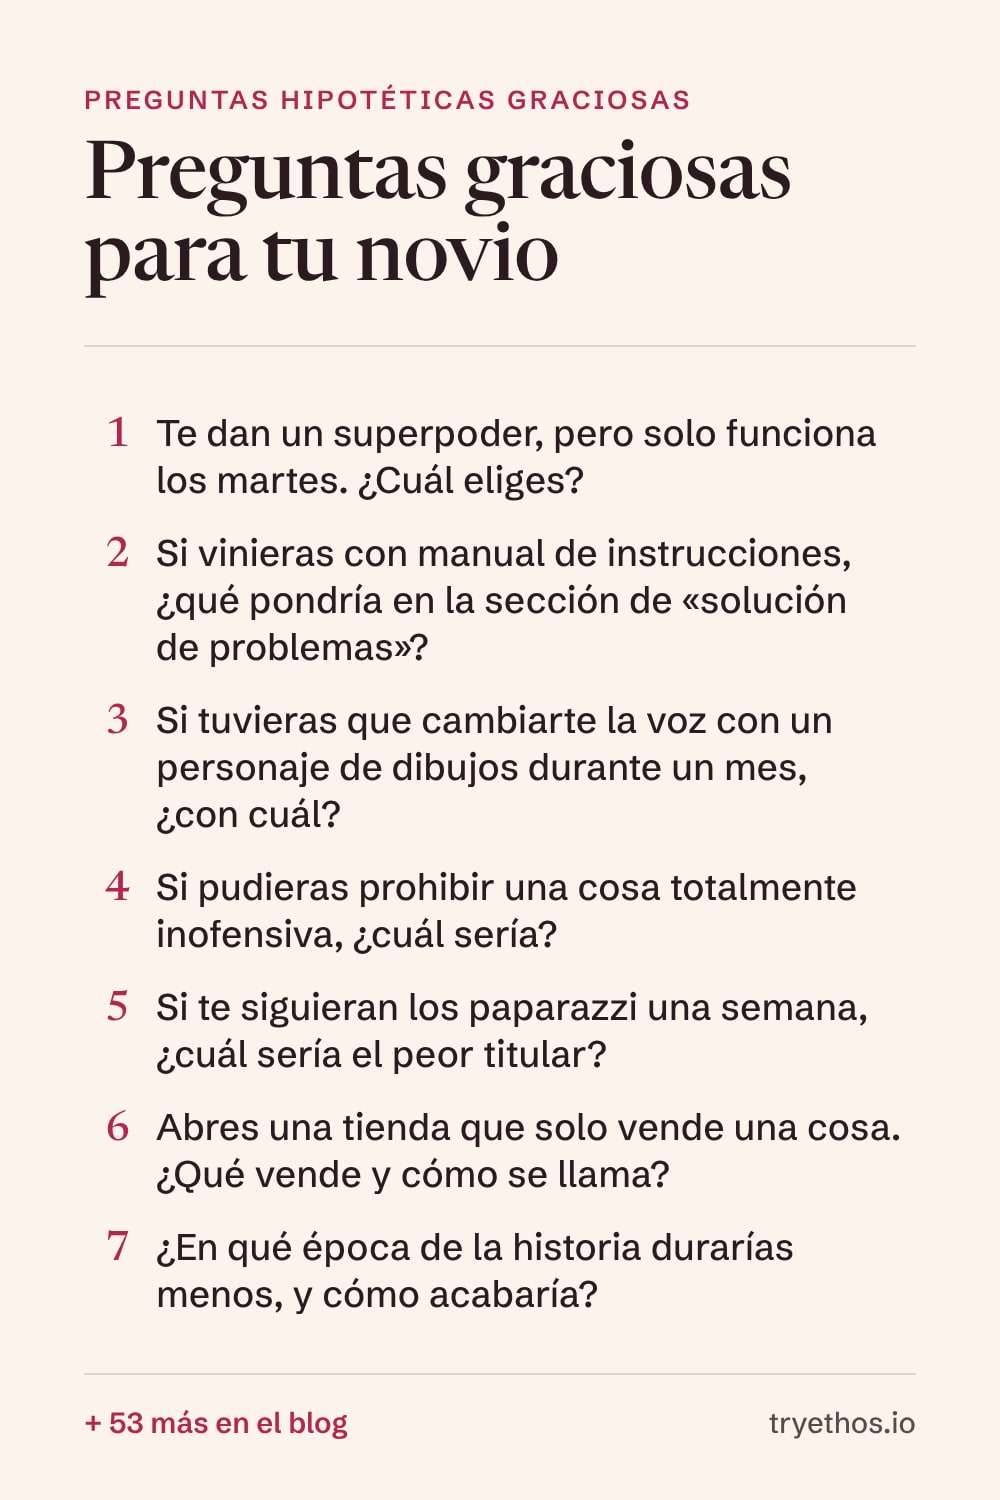 PREGUNTAS HIPOTÉTICAS GRACIOSAS
Preguntas graciosas
para tu novio
1 Te dan un superpoder, pero solo funciona
los martes. ¿Cuál eliges?
2 Si vinieras con manual de instrucciones,
¿qué pondría en la sección de «solución
de problemas»?
3 Si tuvieras que cambiarte la voz con un
personaje de dibujos durante un mes,
¿con cuál?
4 Si pudieras prohibir una cosa totalmente
inofensiva, ¿cuál sería?
5 Si te siguieran los paparazzi una semana,
¿cuál sería el peor titular?
6 Abres una tienda que solo vende una cosa.
¿Qué vende y cómo se llama?
7 ¿En qué época de la historia durarías
menos, y cómo acabaría?
+ 53 más en el blog
tryethos.io